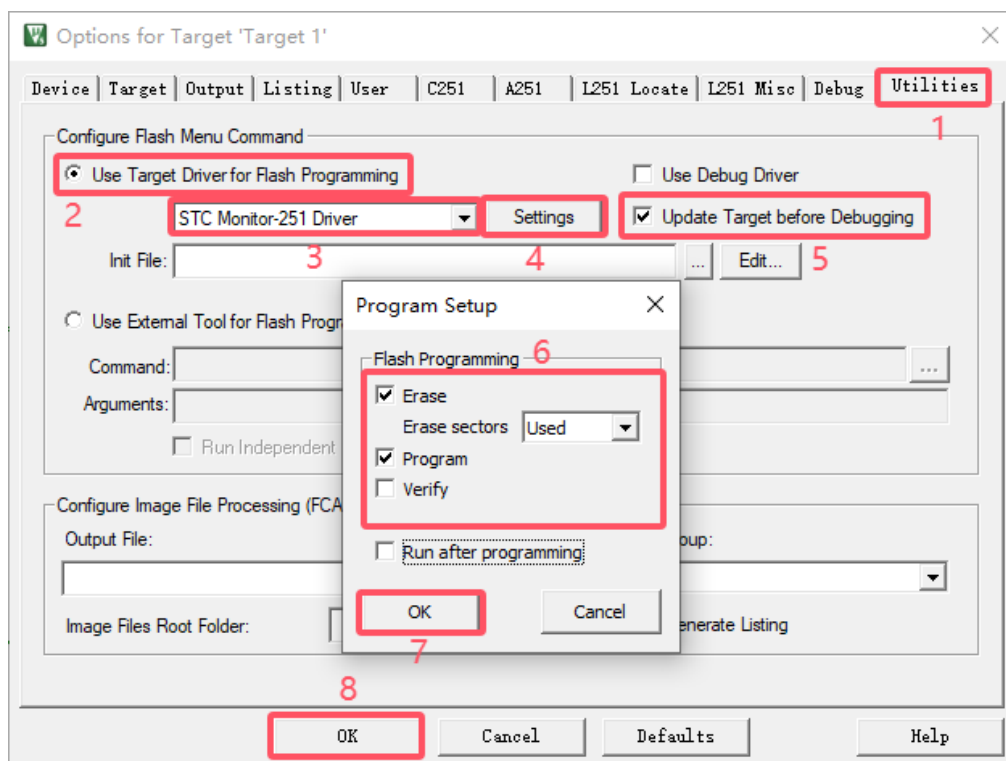 Options for Target 'Target 1'
Device Target Output Listing User C251 A251 L251 Locate L251 Misc Debug Utilities
1
Configure Flash Menu Command
Use Target Driver for Flash Programming
Use Debug Driver
2
STC Monitor-251 Driver
Settings
Update Target before Debugging
3
4
5
Init File:
...
Edit...
Use External Tool for Flash Progr
Command:
...
Arguments:
Run Independent
Program Setup
Flash Programming
6
Erase
Erase sectors
Used
Program
Verify
Run after programming
OK
Cancel
7
Configure Image File Processing (FCA
Output File:
oup:
Image Files Root Folder:
enerate Listing
8
OK
Cancel
Defaults
Help